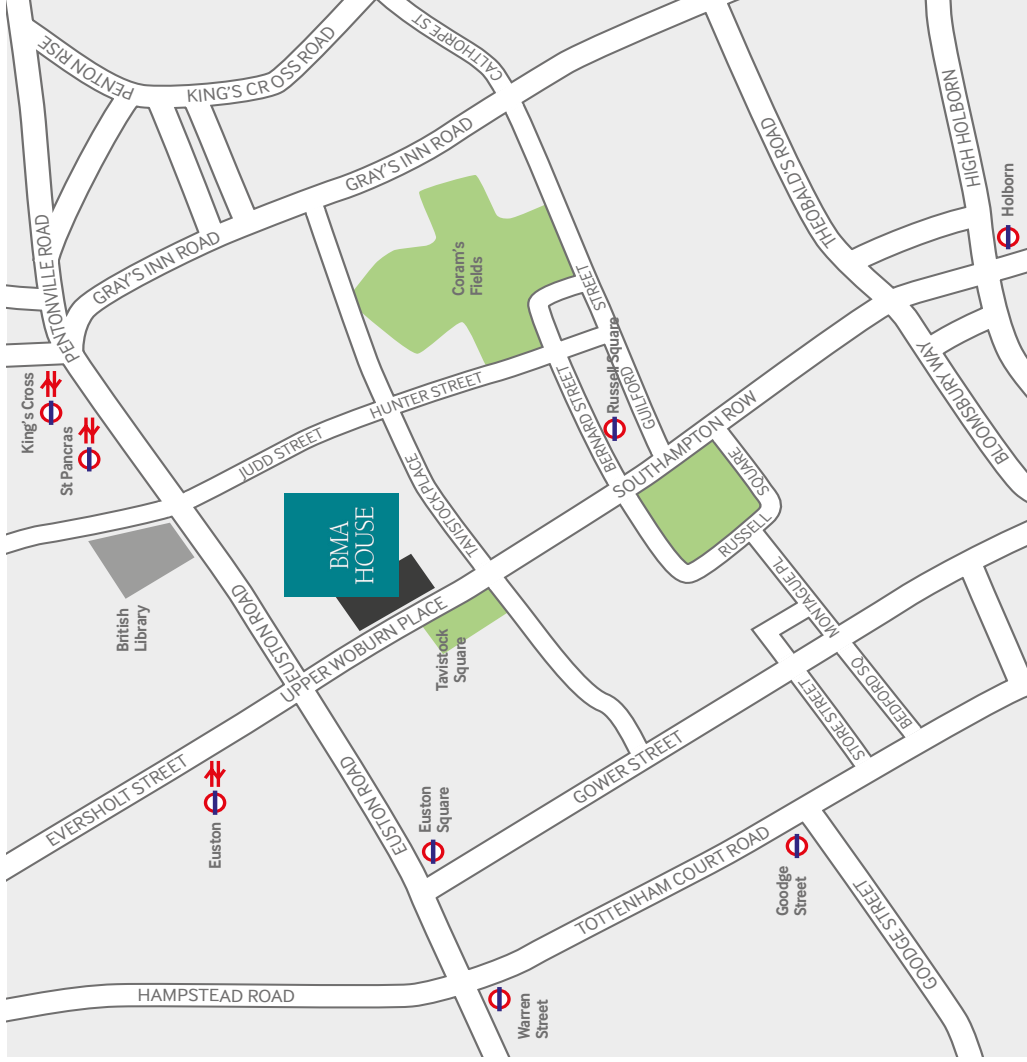 PENTON RISE
KING'S CROSS ROAD
CALTHORPE ST
HIGH HOLBORN
THEOBALD'S ROAD
GRAY'S INN ROAD
Holborn
PENTONVILLE ROAD
GRAY'S INN ROAD
Coram's
Fields
STREET
King's Cross
St Pancras
HUNTER STREET
Russell Square
BERNARD STREET
GUILFORD
BLOOMSBURY WAY
JUDD STREET
TAVISTOCK PLACE
SOUTHAMPTON ROW
SQUARE
RUSSELL
BMA
HOUSE
British
Library
EUSTON ROAD
UPPER WOBURN PLACE
Tavistock
Square
MONTAGUE PL
EVERSHOLT STREET
Euston
EUSTON ROAD
Euston
Square
GOWER STREET
STORE STREET
BEDFORD SQ
TOTTENHAM COURT ROAD
Goodge
Street
GOODGE STREET
HAMPSTEAD ROAD
Warren
Street